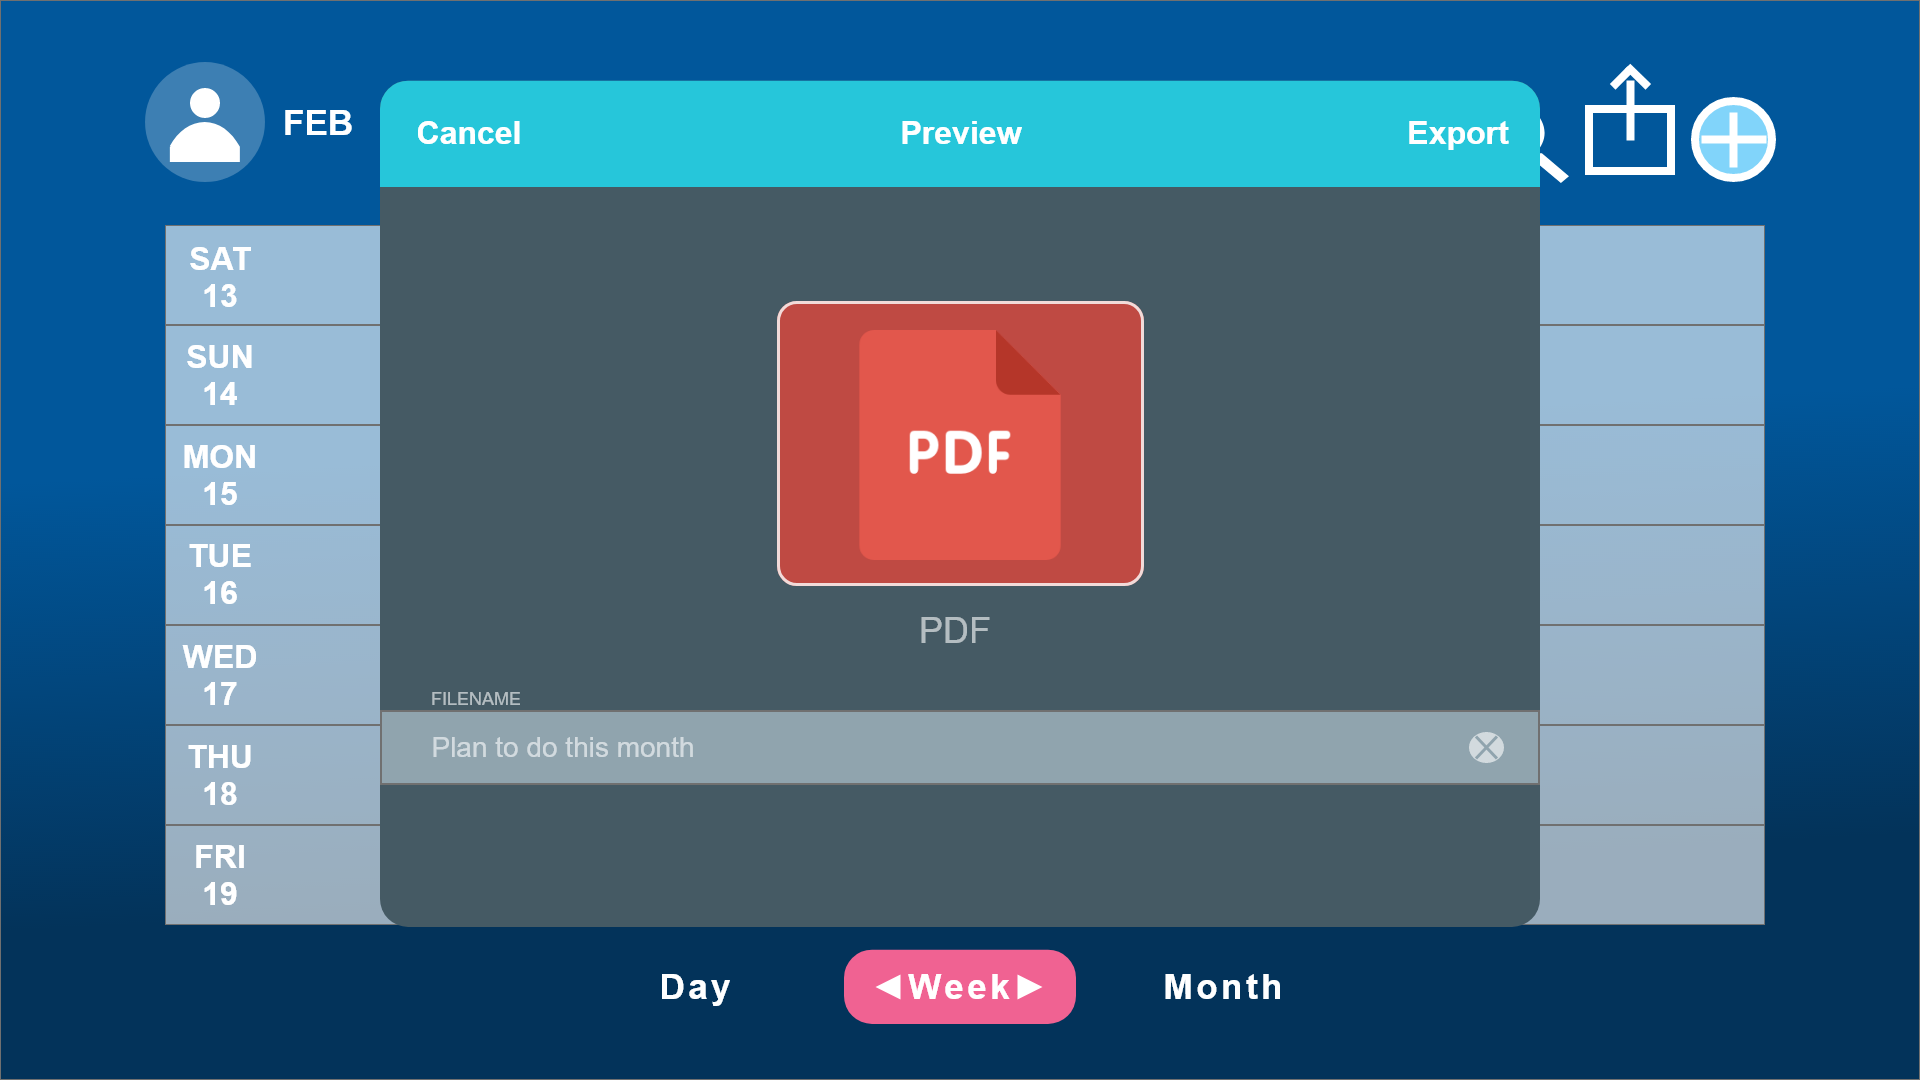 FEB
Cancel
Preview
Export
SAT
13
SUN
14
MON
15
TUE
16
WED
17
THU
18
FRI
19
PDF
PDF
FILENAME
Plan to do this month
Day
Week
Month